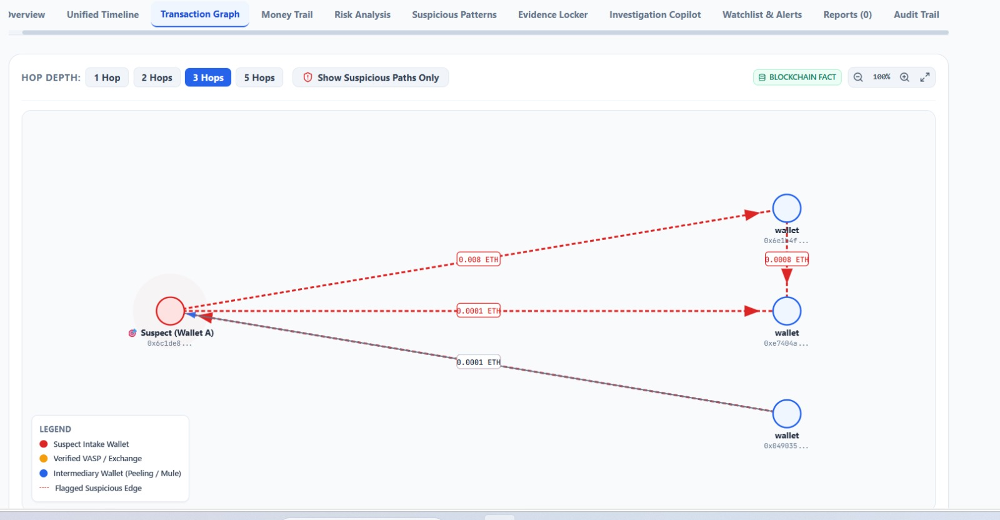 Overview Unified Timeline Transaction Graph Money Trail Risk Analysis Suspicious Patterns Evidence Locker Investigation Copilot Watchlist & Alerts Reports (0) Audit Trail
HOP DEPTH: 1 Hop 2 Hops 3 Hops 5 Hops Show Suspicious Paths Only BLOCKCHAIN FACT 100%
wallet
0x6e1b4f...
0.008 ETH
0.0008 ETH
0.0001 ETH
Suspect (Wallet A)
0x6c1de8...
wallet
0xe7404a...
0.0001 ETH
wallet
0x049035...
LEGEND
Suspect Intake Wallet
Verified VASP / Exchange
Intermediary Wallet (Peeling / Mule)
Flagged Suspicious Edge